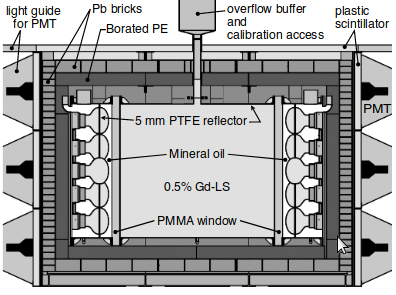 light guide
for PMT
Pb bricks
Borated PE
overflow buffer
and
calibration access
plastic
scintillator
PMT
5 mm PTFE reflector
Mineral oil
0.5% Gd-LS
PMMA window